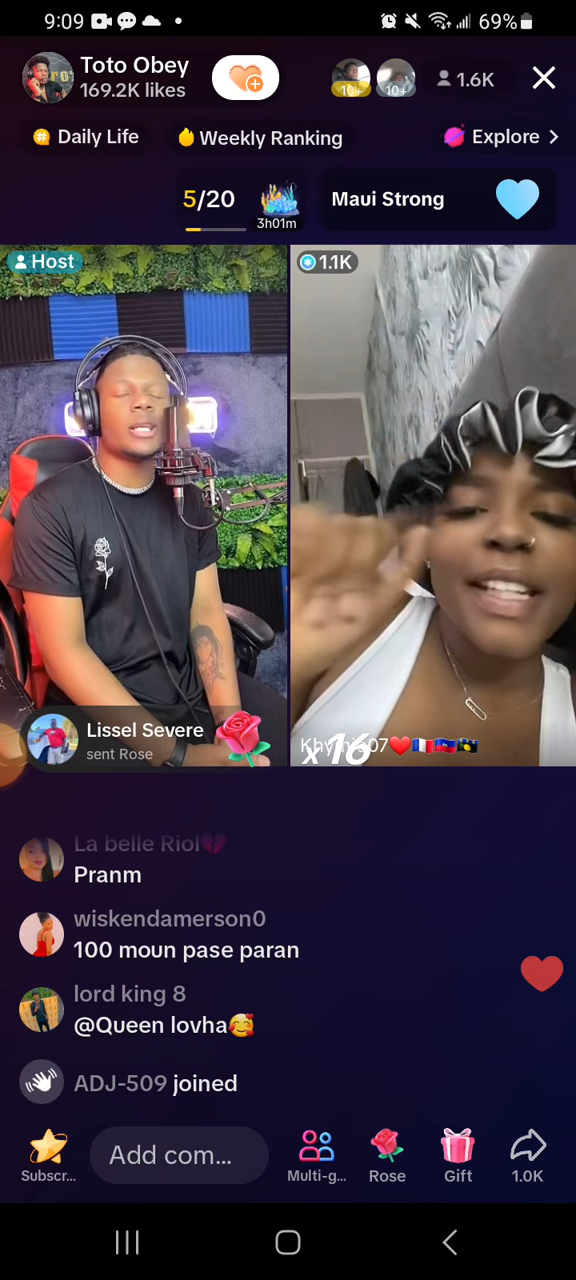 9:09
69%
Toto Obey
169.2K likes
10+
10+
1.6K
Daily Life
Weekly Ranking
Explore
5/20
3h01m
Maui Strong
Host
1.1K
Lissel Severe
sent Rose
x16
La belle Riol💔
Pranm
wiskendamerson0
100 moun pase paran
lord king 8
@Queen lovha🥰
ADJ-509 joined
Add com...
Subscr...
Multi-g...
Rose
Gift
1.0K